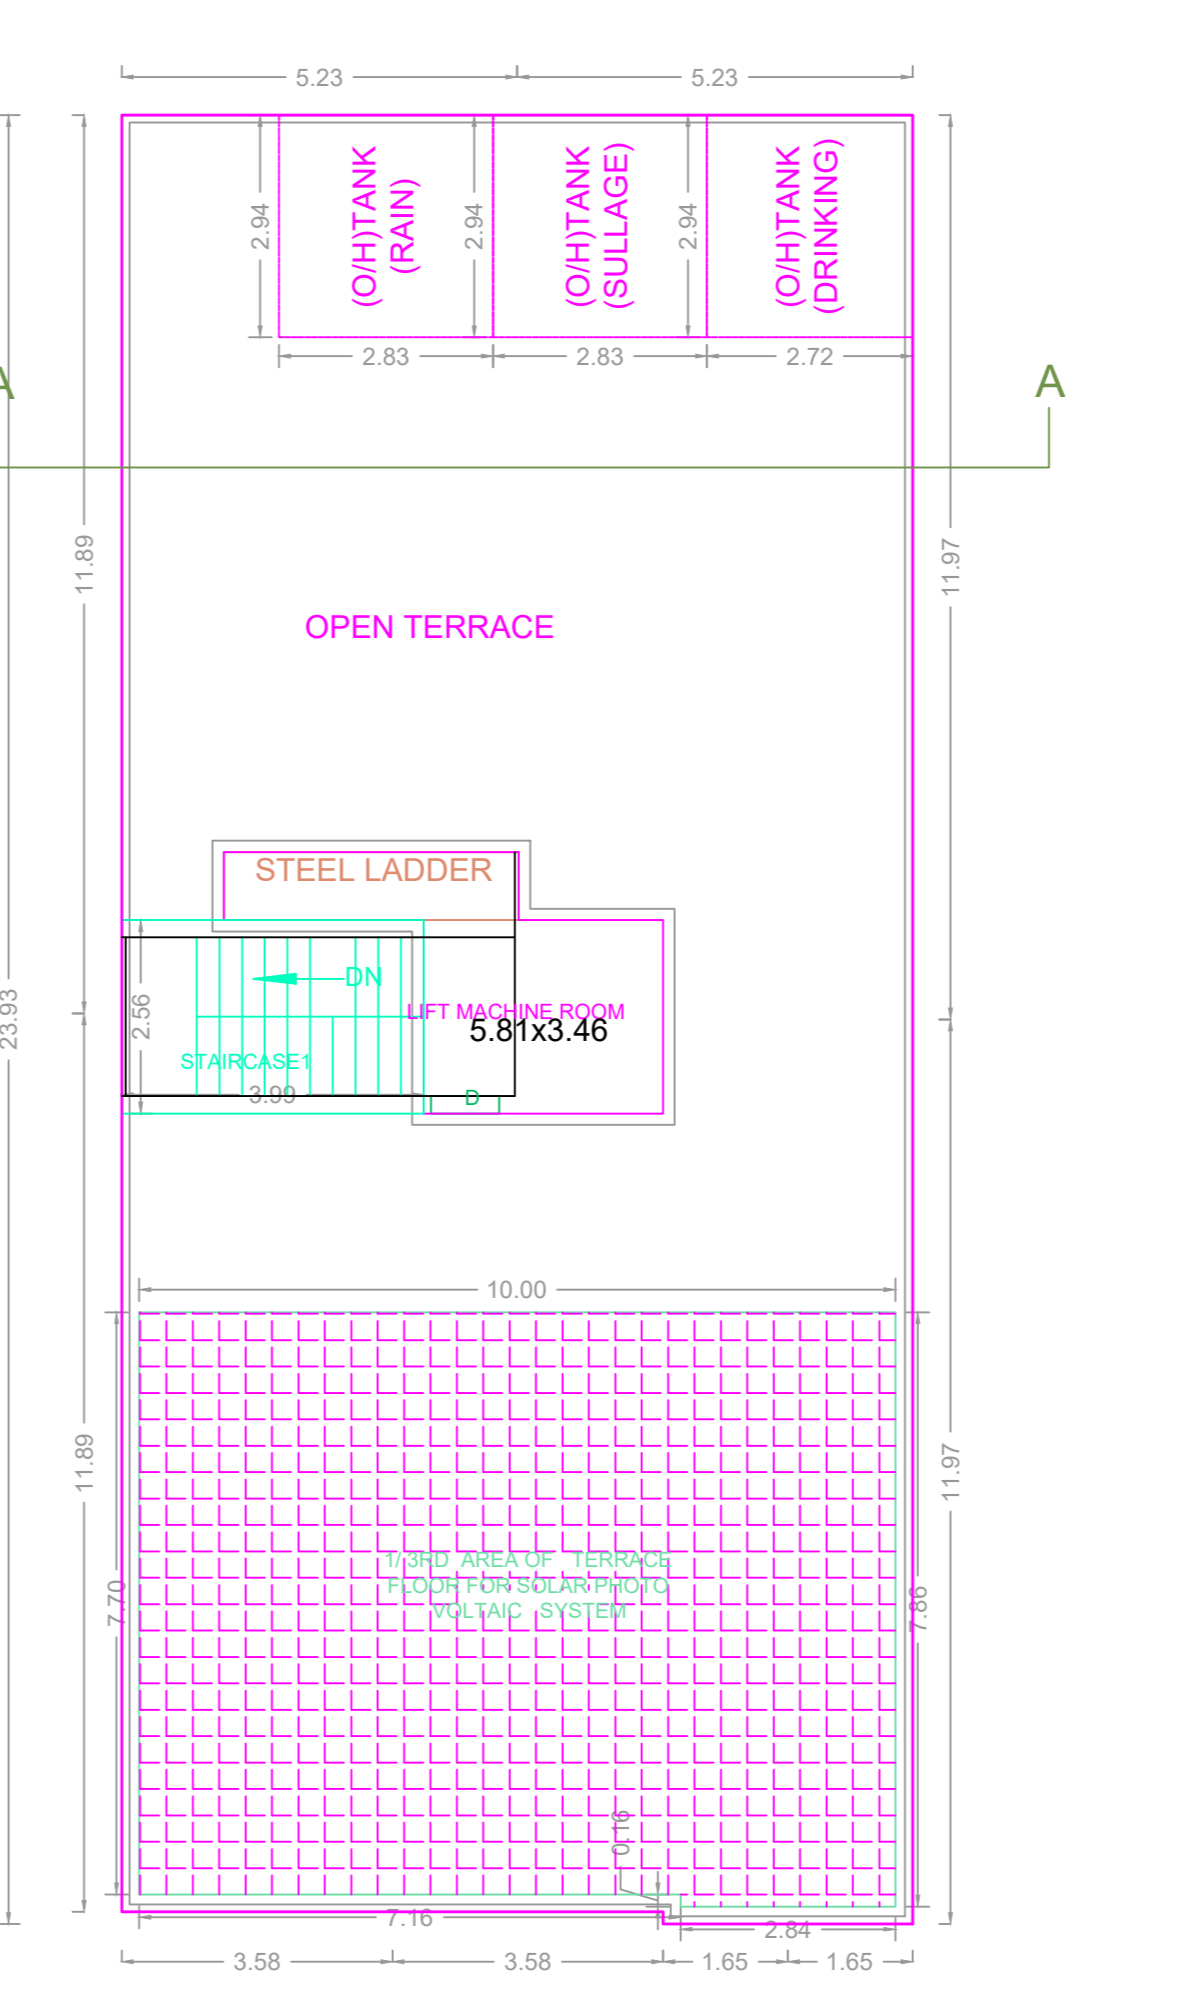 5.23
5.23
(O/H)TANK
(RAIN)
(O/H)TANK
(SULLAGE)
(O/H)TANK
(DRINKING)
2.94
2.94
2.94
2.83
2.83
2.72
A
A
11.89
11.97
OPEN TERRACE
STEEL LADDER
DN
2.56
23.93
LIFT MACHINE ROOM
5.81x3.46
STAIRCASE1
3.99
D
10.00
11.89
11.97
1/3RD AREA OF TERRACE
FLOOR FOR SOLAR PHOTO
VOLTAIC SYSTEM
7.70
7.86
0.16
7.16
2.84
3.58
3.58
1.65
1.65